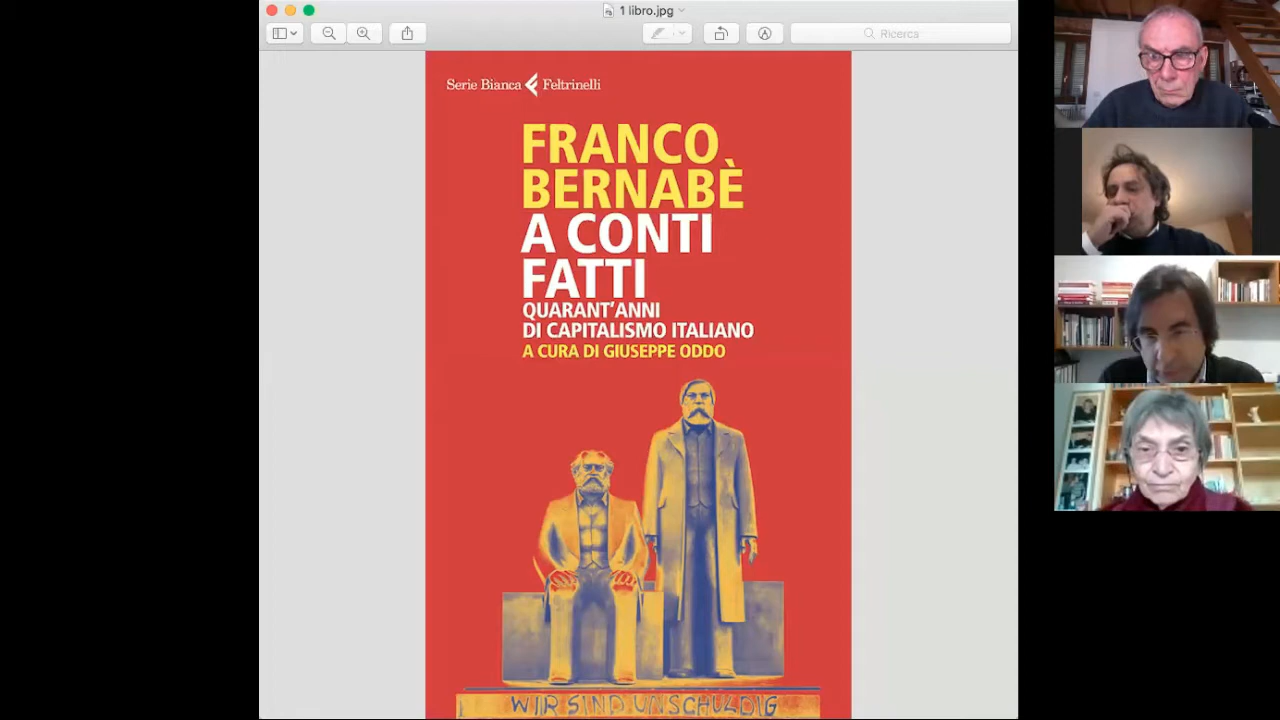 1 libro.jpg
Ricerca
Serie Bianca Feltrinelli
FRANCO
BERNABÈ
A CONTI
FATTI
QUARANT'ANNI
DI CAPITALISMO ITALIANO
A CURA DI GIUSEPPE ODDO
WIR SIND UNSCHULDIG